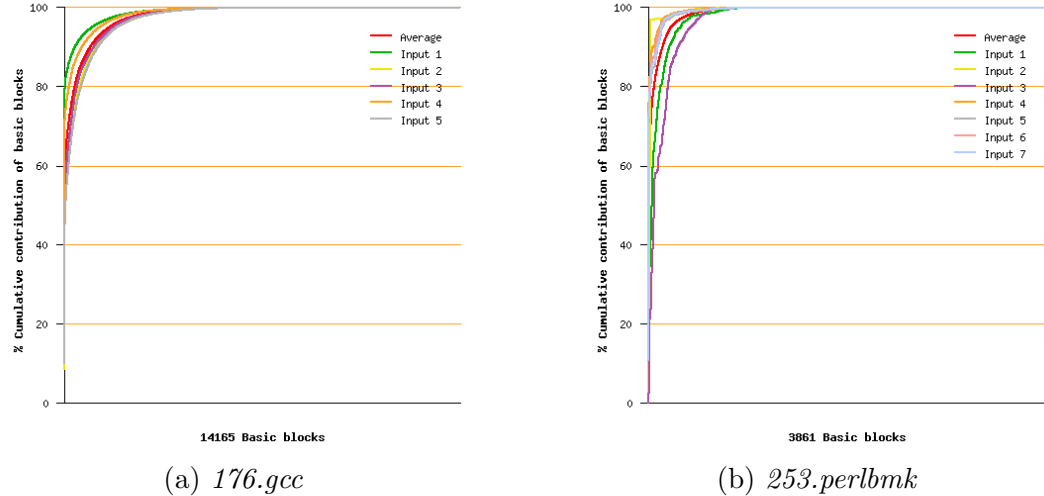 % Cumulative contribution of basic blocks
100
80
60
40
20
0
Average
Input 1
Input 2
Input 3
Input 4
Input 5
14165 Basic blocks
(a) 176.gcc
% Cumulative contribution of basic blocks
100
80
60
40
20
0
Average
Input 1
Input 2
Input 3
Input 4
Input 5
Input 6
Input 7
3861 Basic blocks
(b) 253.perlbmk